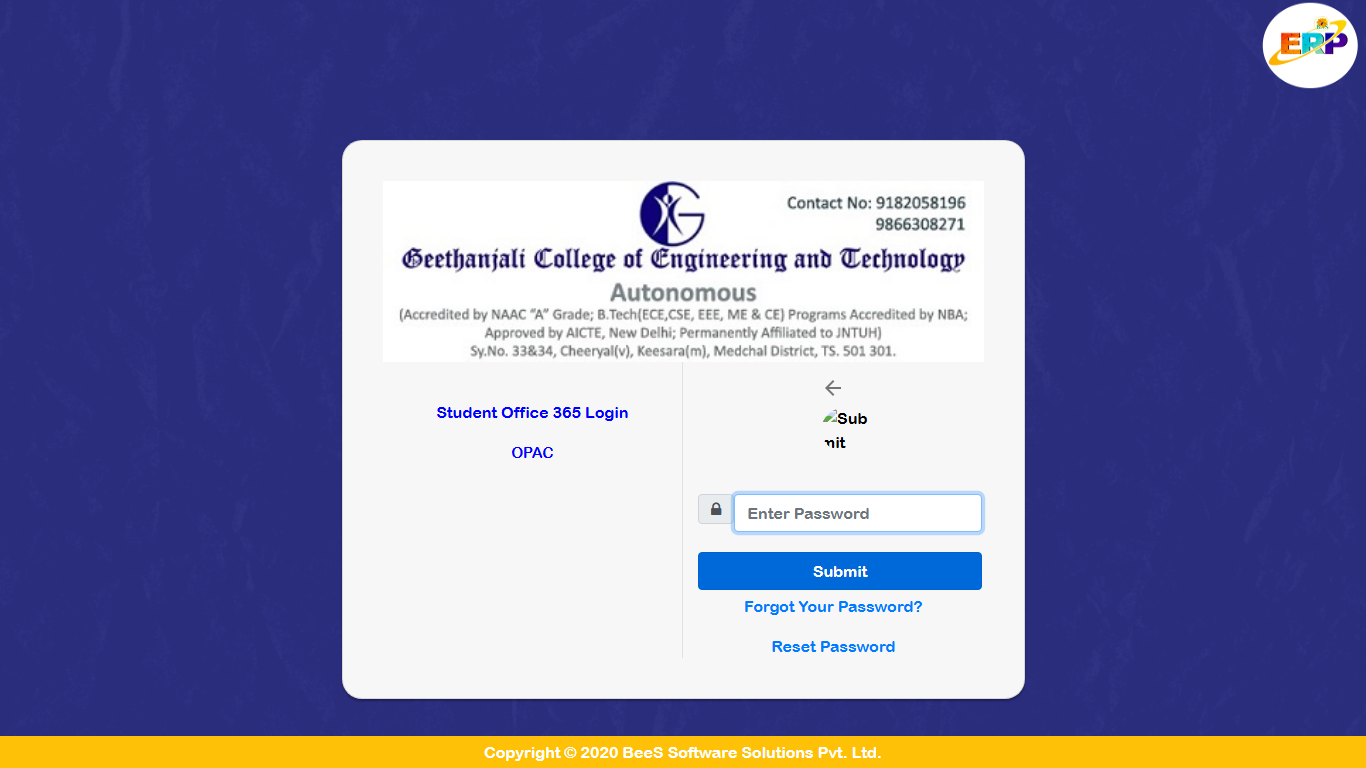 ERP
Contact No: 9182058196
9866308271
Geethanjali College of Engineering and Technology
Autonomous
(Accredited by NAAC “A” Grade; B.Tech(ECE,CSE, EEE, ME & CE) Programs Accredited by NBA;
Approved by AICTE, New Delhi; Permanently Affiliated to JNTUH)
Sy.No. 33&34, Cheeryal(v), Keesara(m), Medchal District, TS. 501 301.
Student Office 365 Login
OPAC
Sub
mit
Enter Password
Submit
Forgot Your Password?
Reset Password
Copyright © 2020 BeeS Software Solutions Pvt. Ltd.